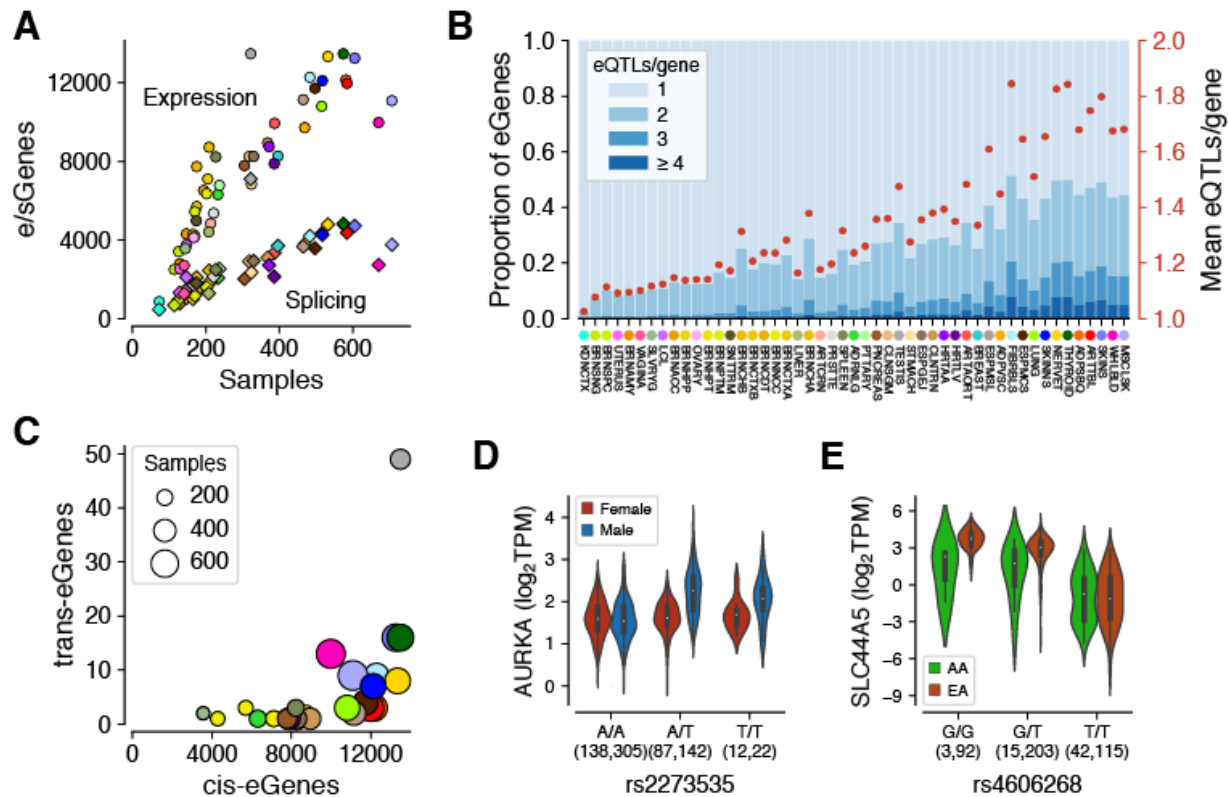 A
e/sGenes
12000
8000
4000
0
Expression
Splicing
0 200 400 600
Samples
B
Proportion of eGenes
1.0
0.8
0.6
0.4
0.2
0.0
eQTLs/gene
1
2
3
≥ 4
2.0
1.8
1.6
1.4
1.2
1.0
Mean eQTLs/gene
KDNCTX
BRNSNG
BRNSPC
UTERUS
BRNAMY
VAGINA
SLVRYG
LCL
BRNACC
BRNHPP
OVARY
BRNHPT
BRNPTM
SNTTRM
BRNCHB
BRNCTXB
BRNCDT
BRNNCC
BRNCTXA
LIVER
BRNCHA
ARTCRN
PRSTTE
SPLEEN
ADRNLG
PTTARY
PNCREAS
CLNSGM
TESTIS
STMACH
ESPGEJ
CLNTRN
HRTAA
HRTLV
ARTAORT
BREAST
ESPMSL
ADPVSC
FIBRBLS
ESPMCS
LUNG
SKINNS
NERVET
THYROID
ADPSBQ
ARTTBL
SKINS
WHLBLD
MSCLSK
C
trans-eGenes
50
40
30
20
10
0
Samples
200
400
600
0 4000 8000 12000
cis-eGenes
D
AURKA (log₂TPM)
4
3
2
1
0
Female
Male
A/A A/T T/T
(138,305)(87,142) (12,22)
rs2273535
E
SLC44A5 (log₂TPM)
6
3
0
−3
−6
−9
AA
EA
G/G G/T T/T
(3,92) (15,203) (42,115)
rs4606268